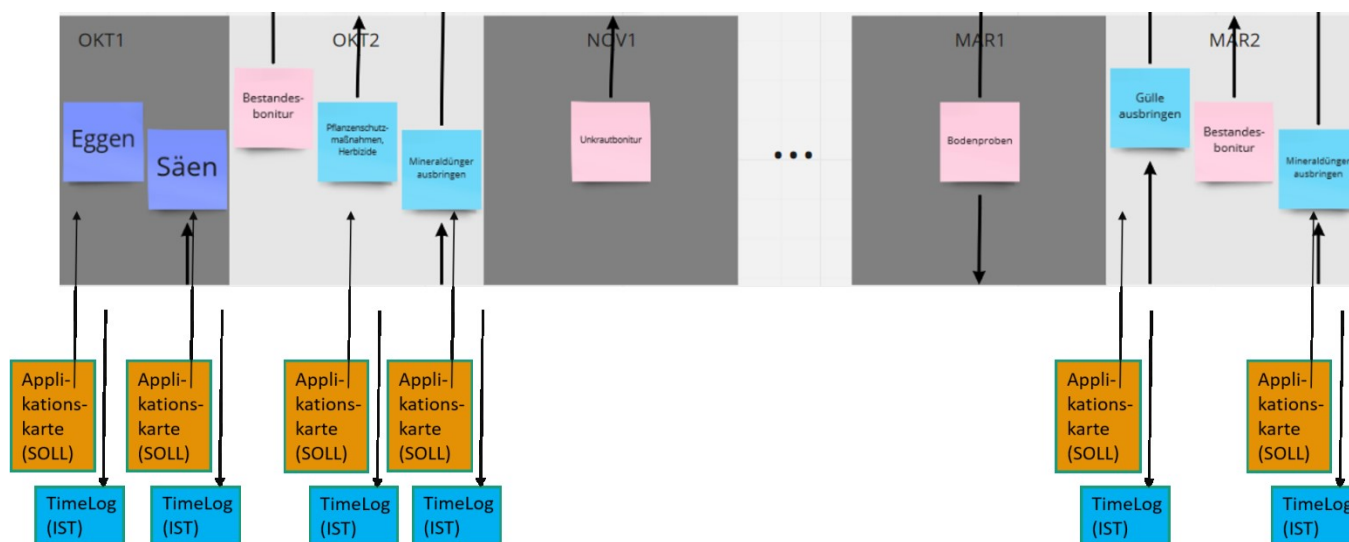 OKT1
OKT2
NOV1
MAR1
MAR2
Eggen
Säen
Bestandes-
bonitur
Pflanzenschutz-
maßnahmen,
Herbizide
Mineraldünger
ausbringen
Unkrautbonitur
...
Bodenproben
Gülle
ausbringen
Bestandes-
bonitur
Mineraldünger
ausbringen
Appli-
kations-
karte
(SOLL)
Appli-
kations-
karte
(SOLL)
Appli-
kations-
karte
(SOLL)
Appli-
kations-
karte
(SOLL)
Appli-
kations-
karte
(SOLL)
Appli-
kations-
karte
(SOLL)
TimeLog
(IST)
TimeLog
(IST)
TimeLog
(IST)
TimeLog
(IST)
TimeLog
(IST)
TimeLog
(IST)